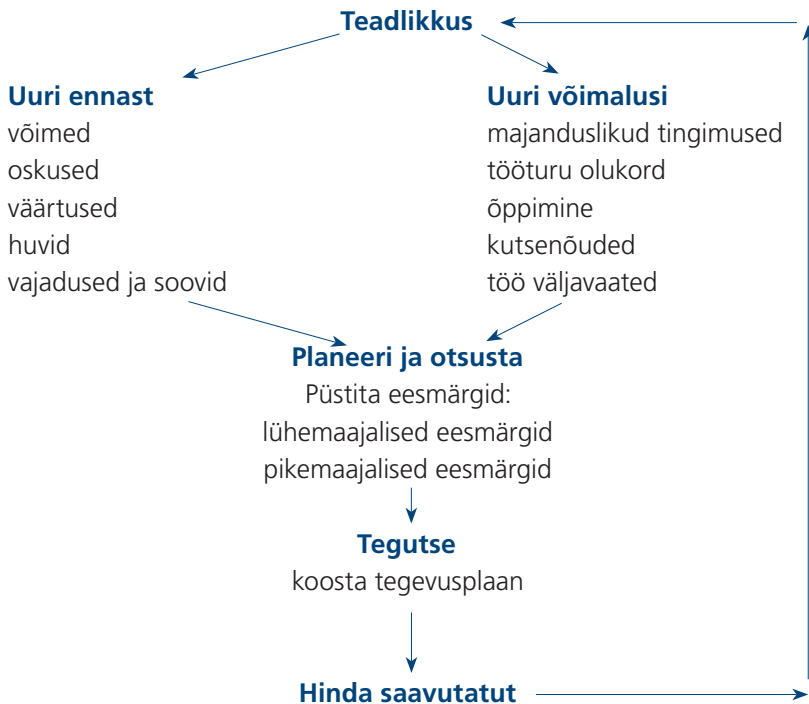 Teadlikkus
Uuri ennast
võimed
oskused
väärtused
huvid
vajadused ja soovid
Uuri võimalusi
majanduslikud tingimused
tööturu olukord
õppimine
kutsenõuded
töö väljavaated
Planeeri ja otsusta
Püstita eesmärgid:
lühemaajalised eesmärgid
pikemaajalised eesmärgid
Tegutse
koosta tegevusplaan
Hinda saavutatut